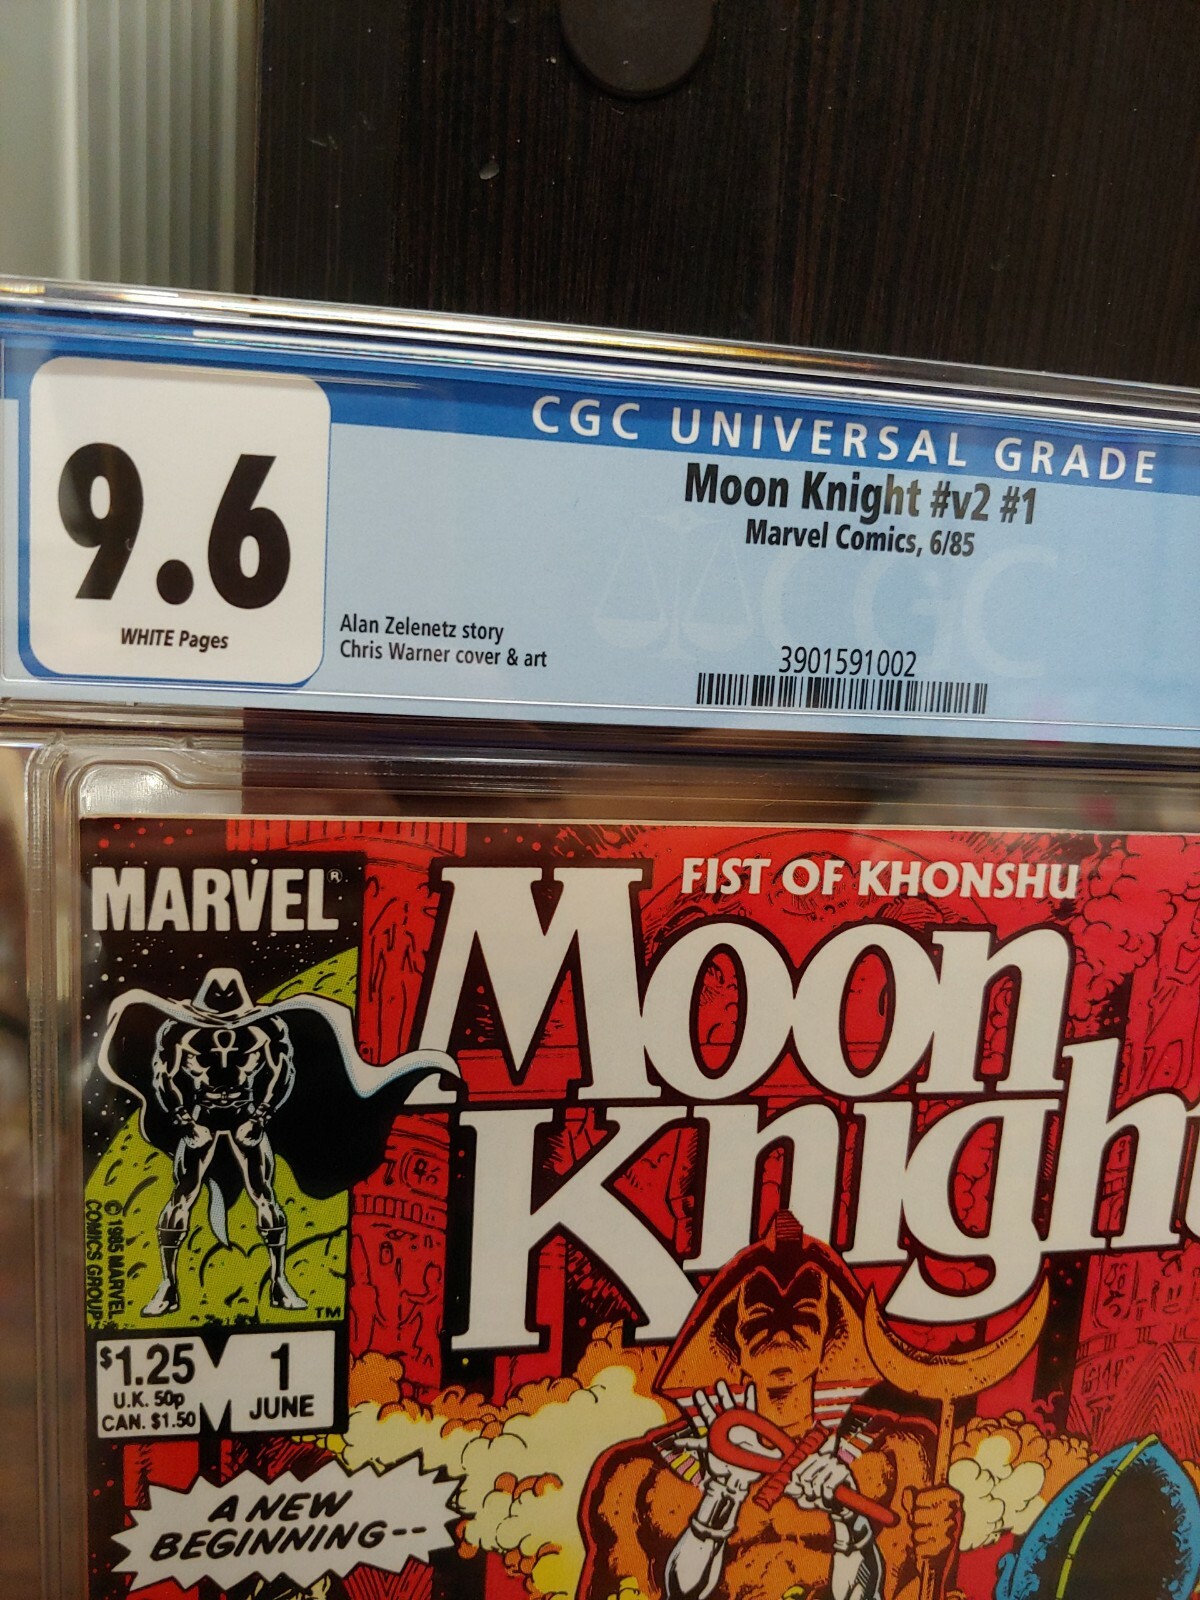 CGC UNIVERSAL GRADE
9.6
WHITE Pages
Moon Knight #v2 #1
Marvel Comics, 6/85
Alan Zelenetz story
Chris Warner cover & art
3901591002
CGC
MARVEL®
FIST OF KHONSHU
Moon
Knigh
© 1985 MARVEL
COMICS GROUP
TM
$1.25
U.K. 50p
CAN. $1.50
1
JUNE
A NEW
BEGINNING--